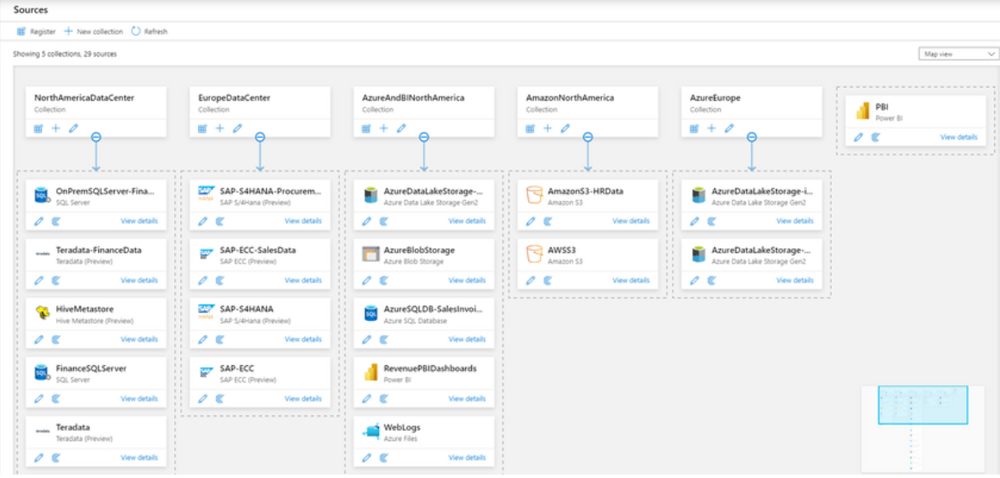 Sources
Register New collection Refresh
Showing 5 collections, 29 sources
Map view
NorthAmericaDataCenter
Collection
EuropeDataCenter
Collection
AzureAndBINorthAmerica
Collection
AmazonNorthAmerica
Collection
AzureEurope
Collection
PBI
Power BI
View details
OnPremSQLServer-Fina...
SQL Server
View details
Teradata-FinanceData
Teradata (Preview)
View details
HiveMetastore
Hive Metastore (Preview)
View details
FinanceSQLServer
SQL Server
View details
Teradata
Teradata (Preview)
View details
SAP-S4HANA-Procurem...
SAP S/4Hana (Preview)
View details
SAP-ECC-SalesData
SAP ECC (Preview)
View details
SAP-S4HANA
SAP S/4Hana (Preview)
View details
SAP-ECC
SAP ECC (Preview)
View details
AzureDataLakeStorage-...
Azure Data Lake Storage Gen2
View details
AzureBlobStorage
Azure Blob Storage
View details
AzureSQLDB-SalesInvoi...
Azure SQL Database
View details
RevenuePBIDashboards
Power BI
View details
WebLogs
Azure Files
View details
AmazonS3-HRData
Amazon S3
View details
AWSS3
Amazon S3
View details
AzureDataLakeStorage-i...
Azure Data Lake Storage Gen2
View details
AzureDataLakeStorage-...
Azure Data Lake Storage Gen2
View details